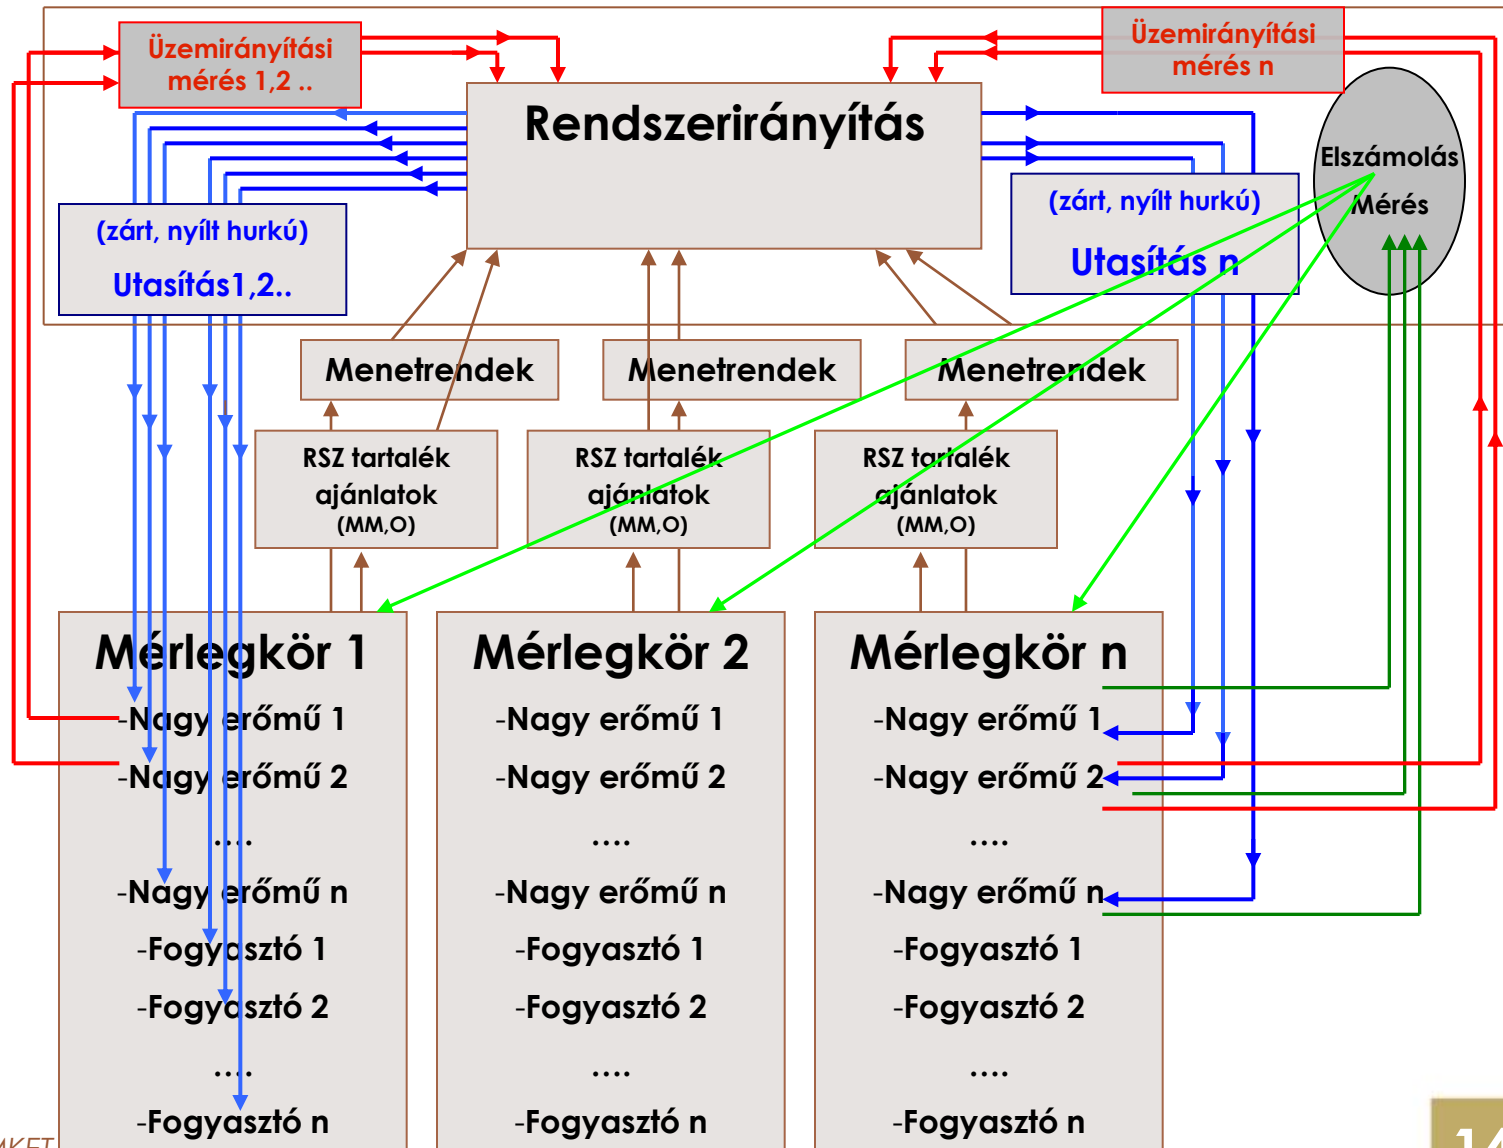 Üzemirányítási
mérés 1,2 ..
Üzemirányítási
mérés n
Rendszerirányítás
Elszámolás
Mérés
(zárt, nyílt hurkú)
Utasítás1,2..
(zárt, nyílt hurkú)
Utasítás n
Menetrendek
Menetrendek
Menetrendek
RSZ tartalék
ajánlatok
(MM,O)
RSZ tartalék
ajánlatok
(MM,O)
RSZ tartalék
ajánlatok
(MM,O)
Mérlegkör 1
-Nagy erőmű 1
-Nagy erőmű 2
....
-Nagy erőmű n
-Fogyasztó 1
-Fogyasztó 2
....
-Fogyasztó n
Mérlegkör 2
-Nagy erőmű 1
-Nagy erőmű 2
....
-Nagy erőmű n
-Fogyasztó 1
-Fogyasztó 2
....
-Fogyasztó n
Mérlegkör n
-Nagy erőmű 1
-Nagy erőmű 2
....
-Nagy erőmű n
-Fogyasztó 1
-Fogyasztó 2
....
-Fogyasztó n